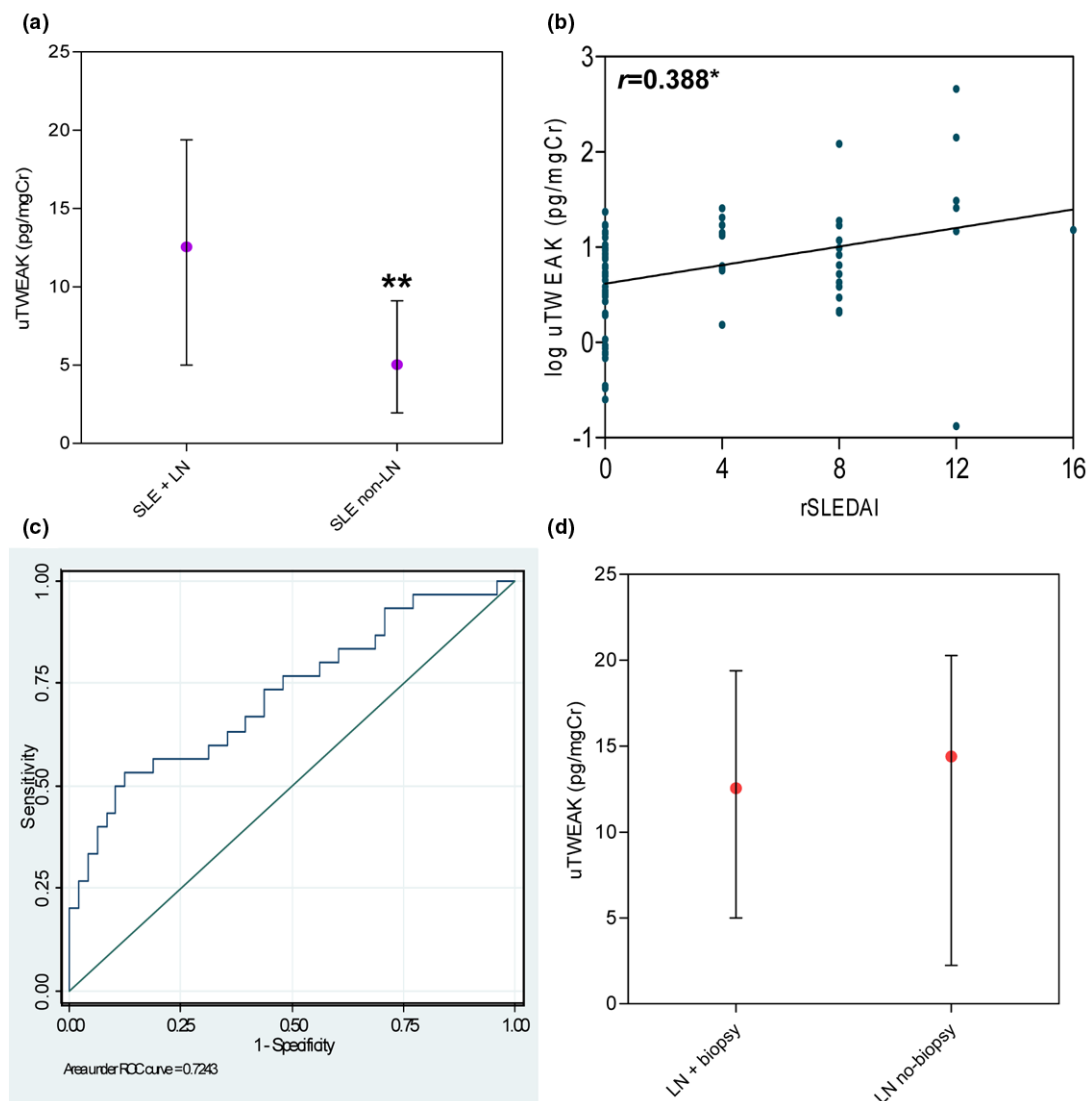 (a)
25
20
15
10
5
0
uTWEAK (pg/mgCr)
**
SLE + LN
SLE non-LN
(b)
r=0.388*
3
2
1
0
-1
log uTWEAK (pg/mgCr)
0 4 8 12 16
rSLEDAI
(c)
1.00
0.75
0.50
0.25
0.00
Sensitivity
0.00 0.25 0.50 0.75 1.00
1 - Specificity
Area under ROC curve = 0.7243
(d)
25
20
15
10
5
0
uTWEAK (pg/mgCr)
LN + biopsy
LN no-biopsy